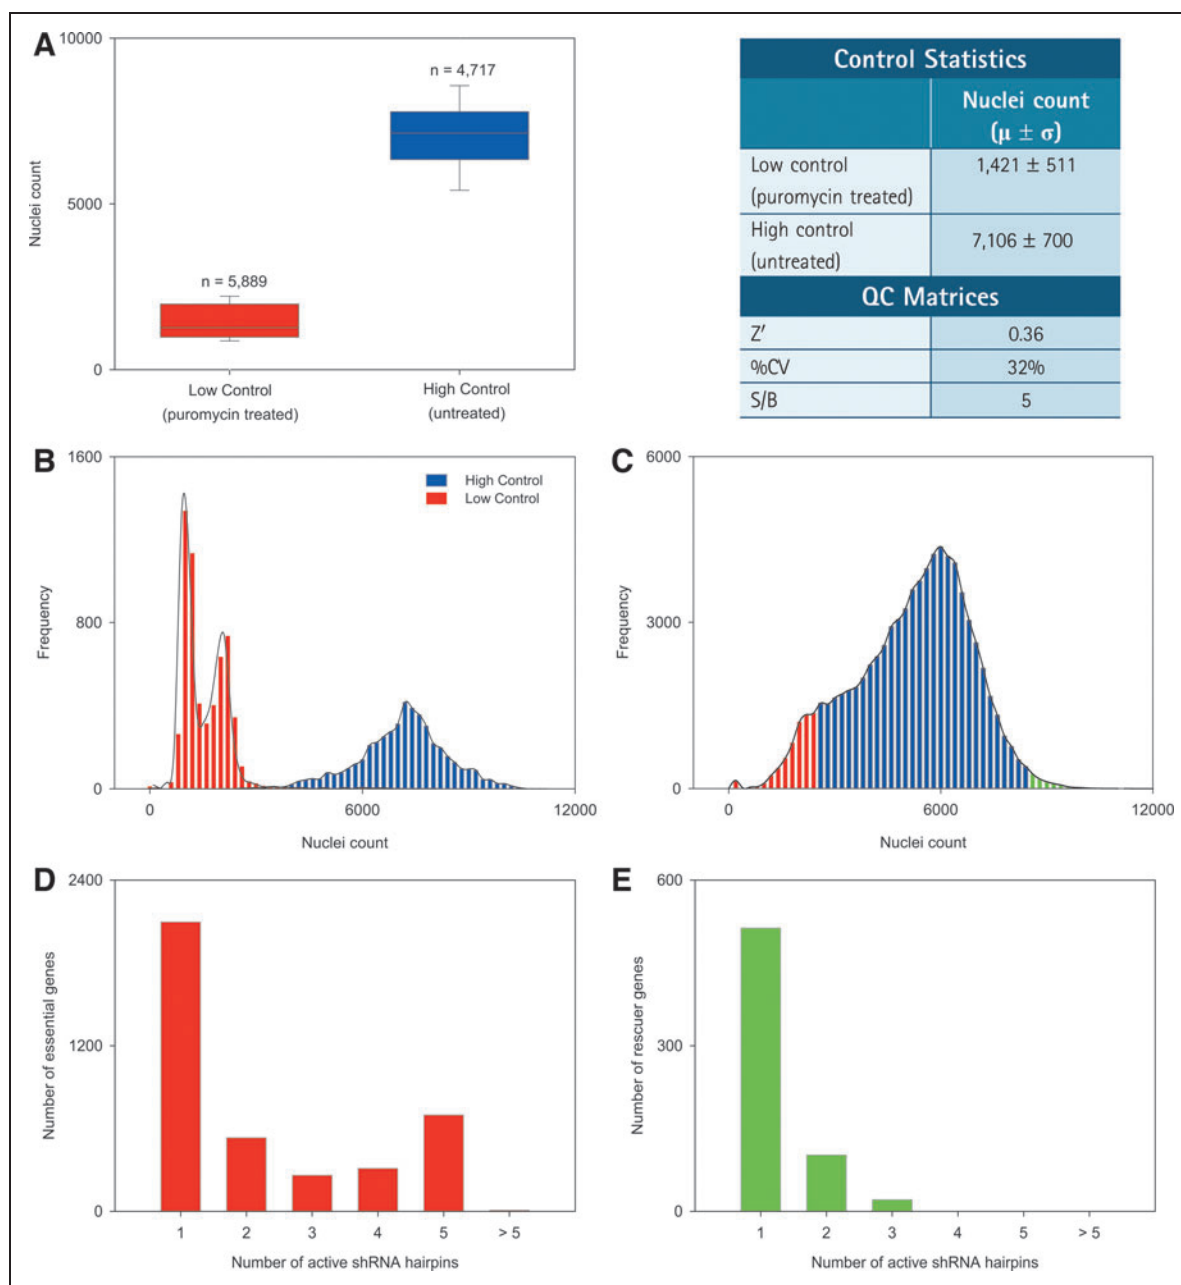 A
10000
5000
0
Nuclei count
n = 5,889
n = 4,717
Low Control
(puromycin treated)
High Control
(untreated)
Control Statistics
Nuclei count
(μ ± σ)
Low control
(puromycin treated)
1,421 ± 511
High control
(untreated)
7,106 ± 700
QC Matrices
Z′
0.36
%CV
32%
S/B
5
B
1600
800
0
Frequency
High Control
Low Control
0
6000
12000
Nuclei count
C
6000
3000
0
Frequency
0
6000
12000
Nuclei count
D
2400
1200
0
Number of essential genes
1
2
3
4
5
> 5
Number of active shRNA hairpins
E
600
300
0
Number of rescuer genes
1
2
3
4
5
> 5
Number of active shRNA hairpins